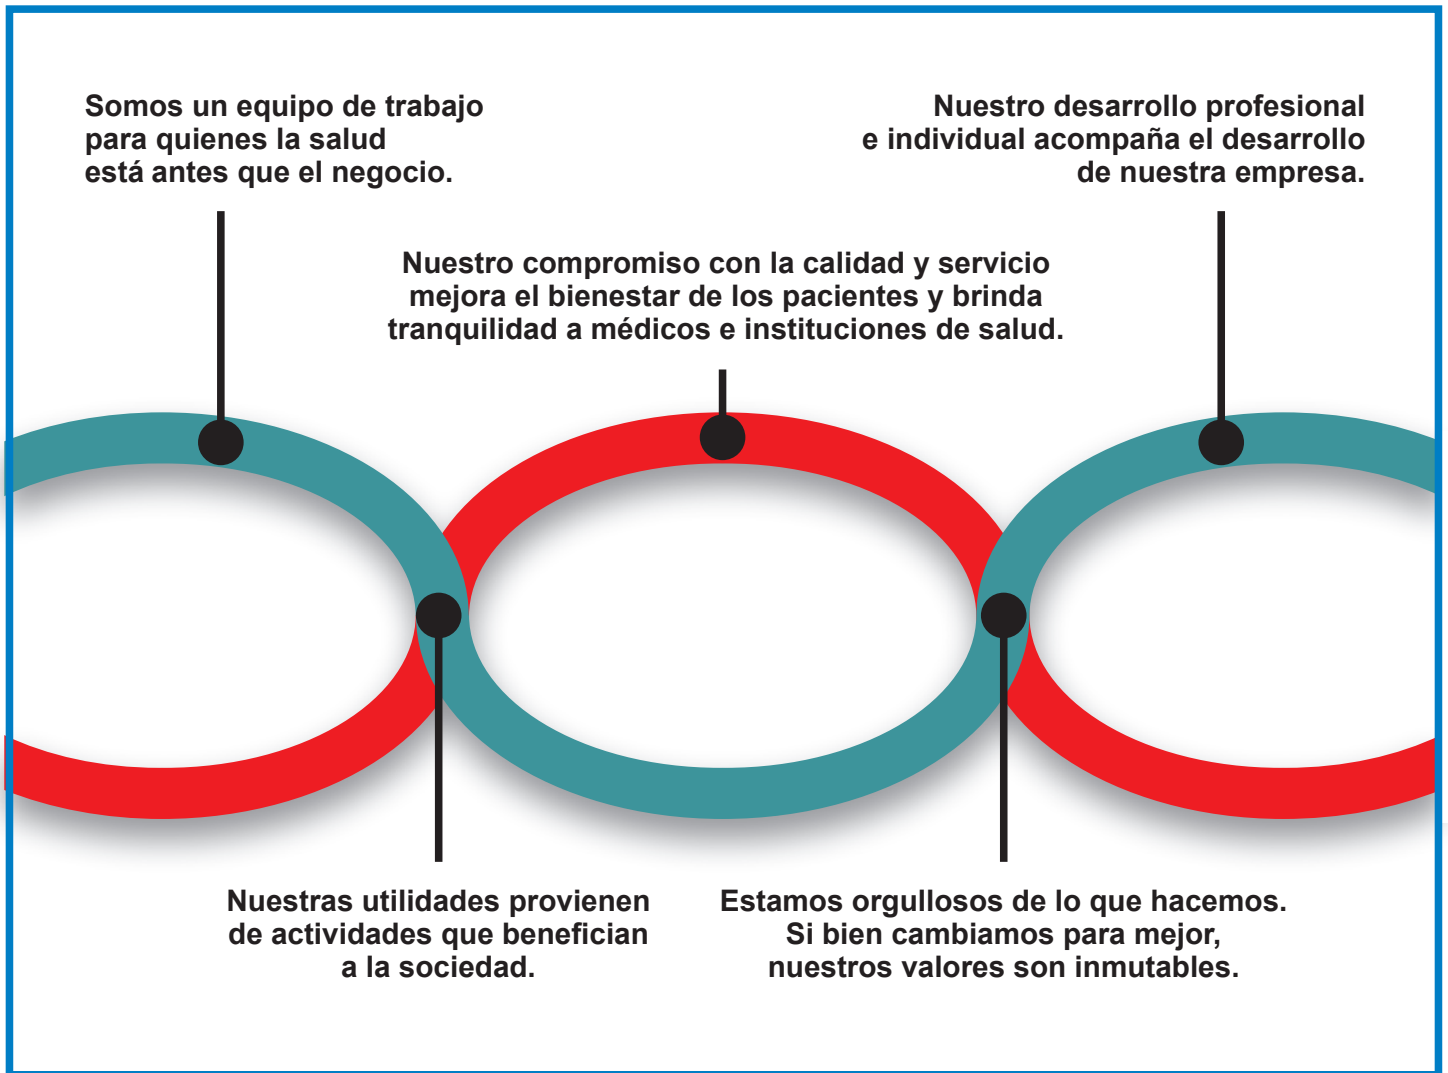 Somos un equipo de trabajo
para quienes la salud
está antes que el negocio.
Nuestro desarrollo profesional
e individual acompaña el desarrollo
de nuestra empresa.
Nuestro compromiso con la calidad y servicio
mejora el bienestar de los pacientes y brinda
tranquilidad a médicos e instituciones de salud.
Nuestras utilidades provienen
de actividades que benefician
a la sociedad.
Estamos orgullosos de lo que hacemos.
Si bien cambiamos para mejor,
nuestros valores son inmutables.